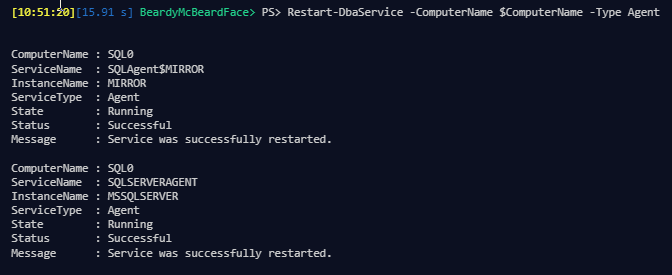 [10:51:20][15.91 s] BeardyMcBeardFace> PS> Restart-DbaService -ComputerName $ComputerName -Type Agent
ComputerName : SQL0
ServiceName  : SQLAgent$MIRROR
InstanceName : MIRROR
ServiceType  : Agent
State        : Running
Status       : Successful
Message      : Service was successfully restarted.
ComputerName : SQL0
ServiceName  : SQLSERVERAGENT
InstanceName : MSSQLSERVER
ServiceType  : Agent
State        : Running
Status       : Successful
Message      : Service was successfully restarted.